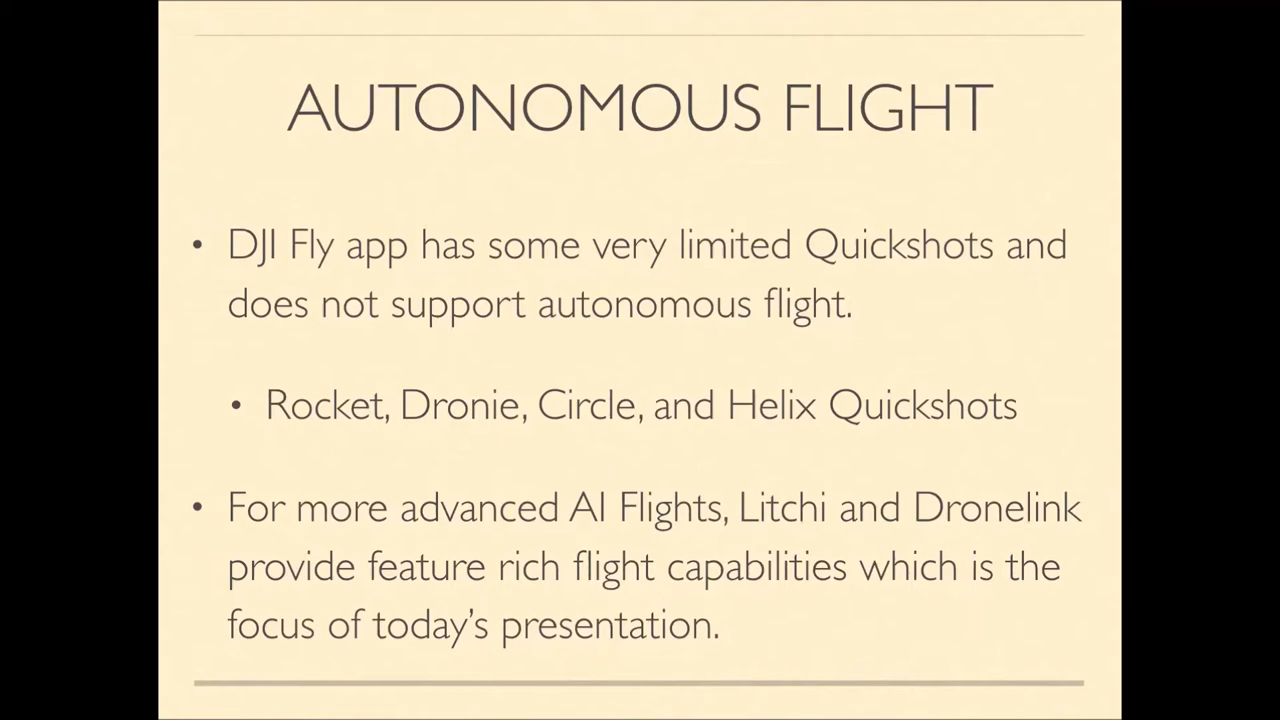 AUTONOMOUS FLIGHT
• DJI Fly app has some very limited Quickshots and
does not support autonomous flight.
• Rocket, Dronie, Circle, and Helix Quickshots
• For more advanced AI Flights, Litchi and Dronelink
provide feature rich flight capabilities which is the
focus of today's presentation.